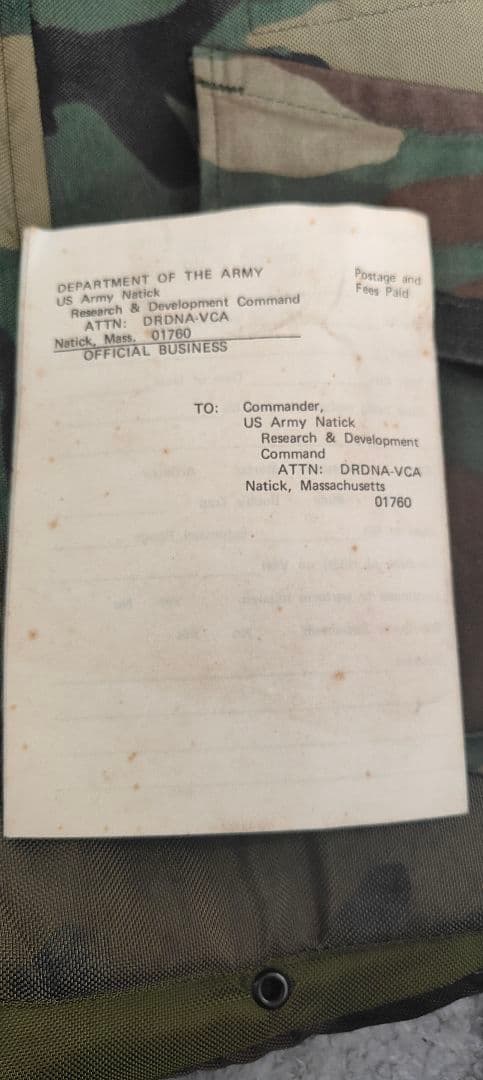 DEPARTMENT OF THE ARMY
US Army Natick
Research & Development Command
ATTN: DRDNA-VCA
Natick, Mass. 01760
OFFICIAL BUSINESS
Postage and
Fees Paid
TO: Commander,
US Army Natick
Research & Development
Command
ATTN: DRDNA-VCA
Natick, Massachusetts
01760